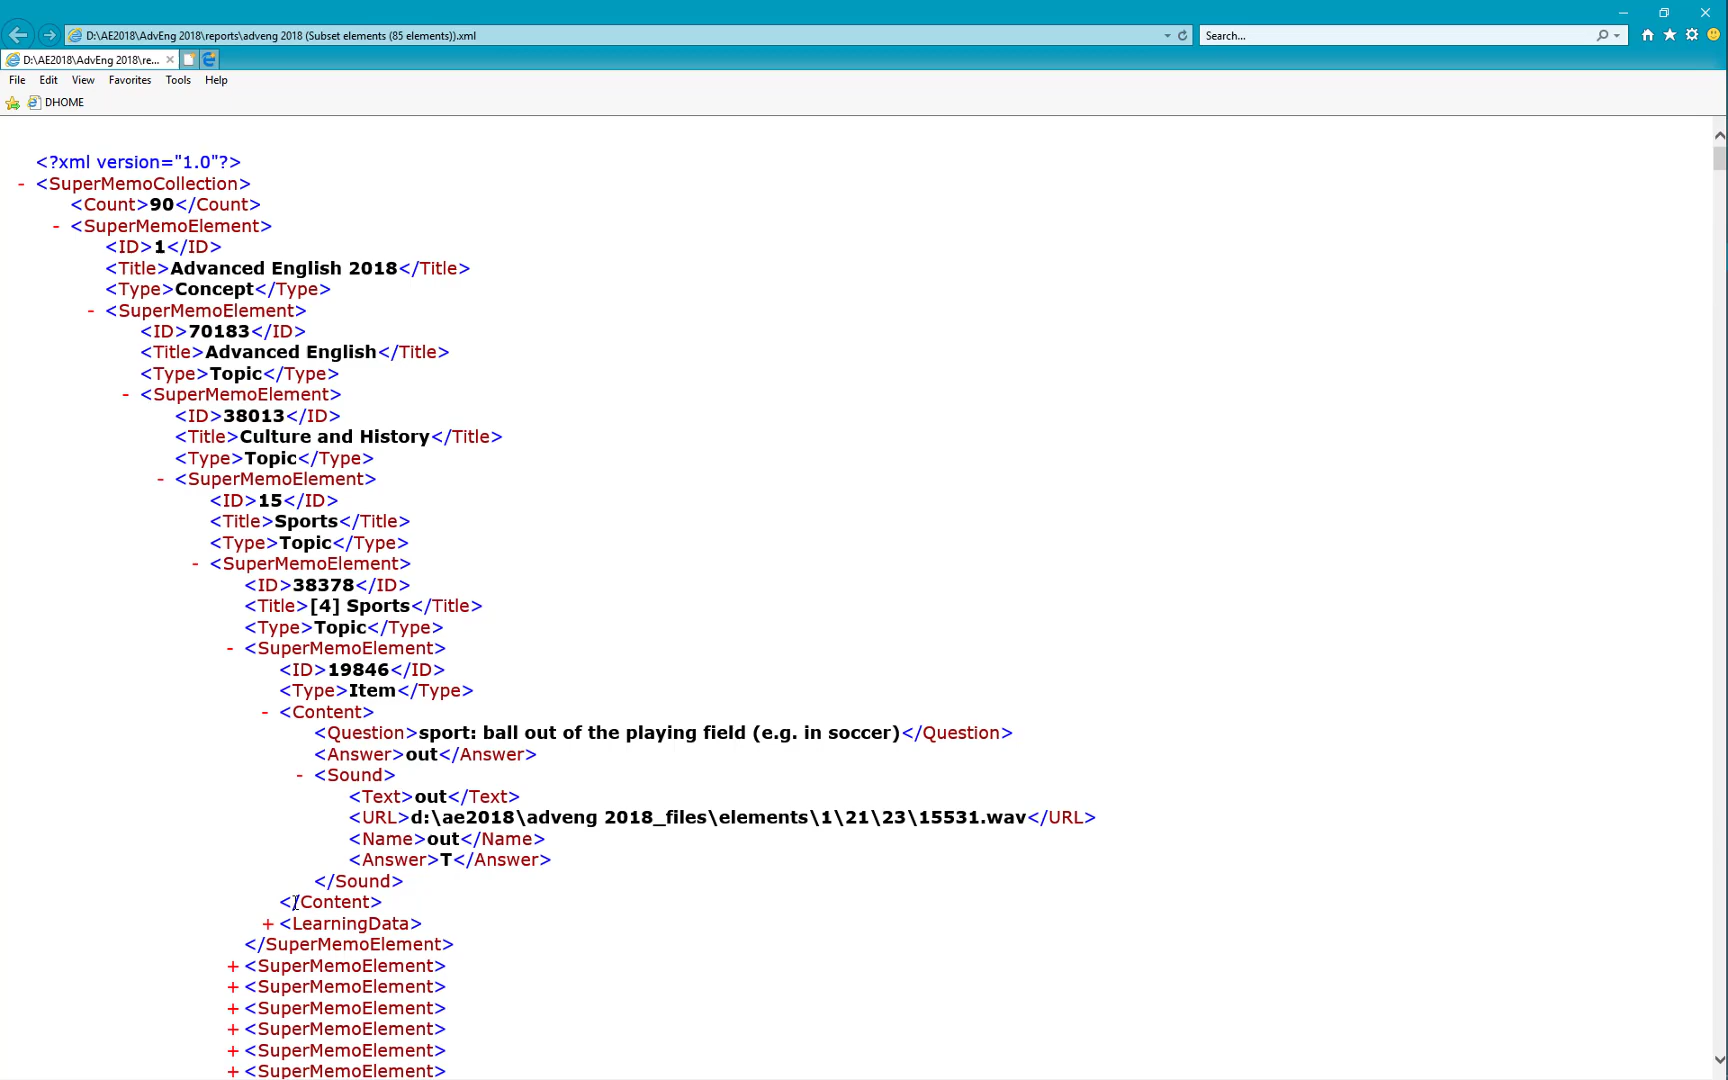 D:\AE2018\AdvEng 2018\reports\adveng 2018 (Subset elements (85 elements)).xml
Search...
D:\AE2018\AdvEng 2018\re...
File Edit View Favorites Tools Help
DHOME
<?xml version="1.0"?>
- <SuperMemoCollection>
<Count>90</Count>
- <SuperMemoElement>
<ID>1</ID>
<Title>Advanced English 2018</Title>
<Type>Concept</Type>
- <SuperMemoElement>
<ID>70183</ID>
<Title>Advanced English</Title>
<Type>Topic</Type>
- <SuperMemoElement>
<ID>38013</ID>
<Title>Culture and History</Title>
<Type>Topic</Type>
- <SuperMemoElement>
<ID>15</ID>
<Title>Sports</Title>
<Type>Topic</Type>
- <SuperMemoElement>
<ID>38378</ID>
<Title>[4] Sports</Title>
<Type>Topic</Type>
- <SuperMemoElement>
<ID>19846</ID>
<Type>Item</Type>
- <Content>
<Question>sport: ball out of the playing field (e.g. in soccer)</Question>
<Answer>out</Answer>
- <Sound>
<Text>out</Text>
<URL>d:\ae2018\adveng 2018_files\elements\1\21\23\15531.wav</URL>
<Name>out</Name>
<Answer>T</Answer>
</Sound>
</Content>
+ <LearningData>
</SuperMemoElement>
+ <SuperMemoElement>
+ <SuperMemoElement>
+ <SuperMemoElement>
+ <SuperMemoElement>
+ <SuperMemoElement>
+ <SuperMemoElement>